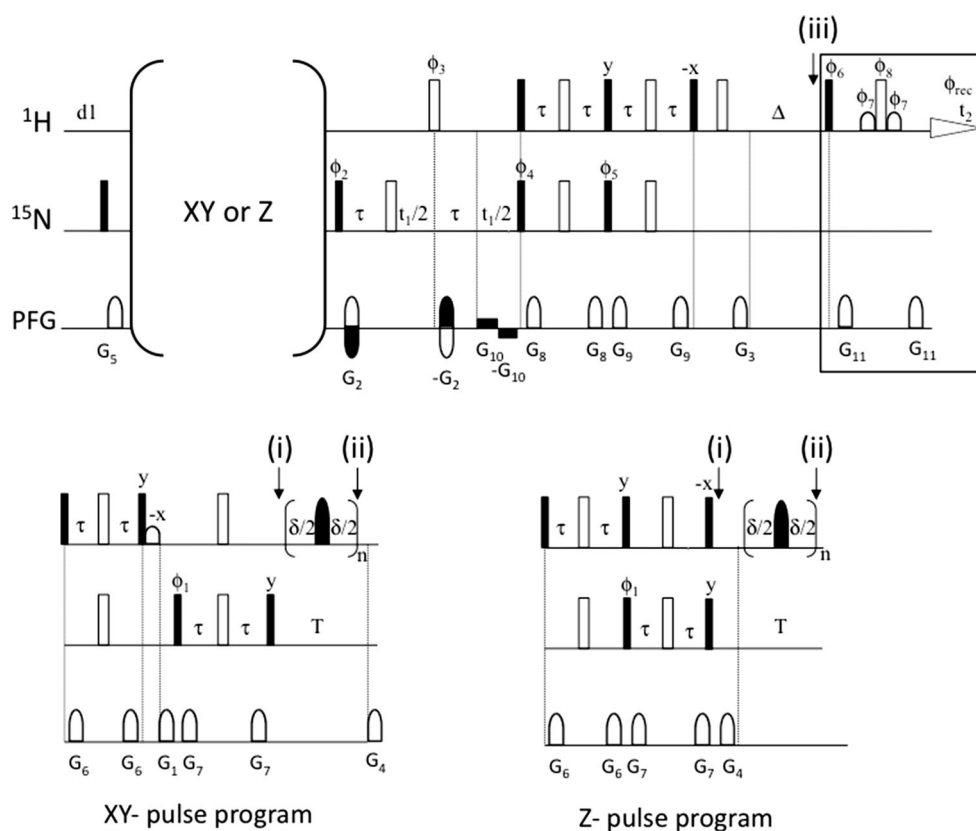 (iii)
ϕ3 y -x ϕ6 ϕ8 ϕrec
1H d1 τ τ τ τ Δ ϕ7 ϕ7 t2
ϕ2 ϕ4 ϕ5
15N XY or Z τ t1/2 τ t1/2
PFG
G5 G2 -G2 G10 -G10 G8 G8 G9 G9 G3 G11 G11
(i) (ii) (i) (ii)
y y -x
τ τ -x δ/2 δ/2 n τ τ τ τ δ/2 δ/2 n
ϕ1 y ϕ1 y
τ τ T τ τ T
G6 G6 G1 G7 G7 G4 G6 G6 G7 G7 G4
XY- pulse program Z- pulse program